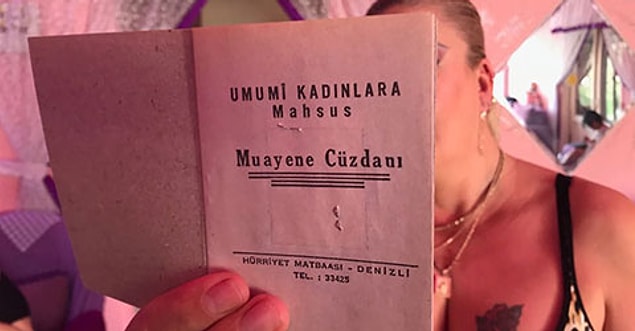 UMUMİ KADINLARA
Mahsus
Muayene Cüzdanı
HÜRRİYET MATBAASI - DENİZLİ
TEL. : 33425